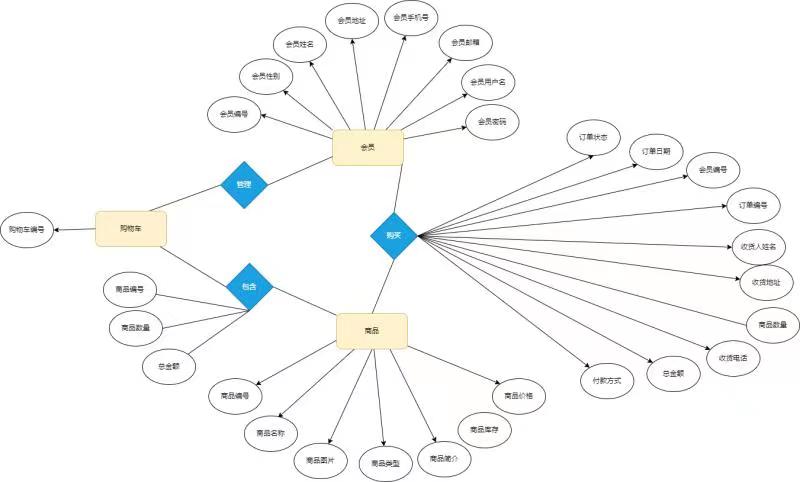 会员地址
会员手机号
会员姓名
会员邮箱
会员性别
会员用户名
会员编号
会员密码
会员
订单状态
订单日期
会员编号
管理
订单编号
购物车编号
购物车
购买
收货人姓名
收货地址
包含
商品编号
商品数量
商品数量
商品
收货电话
总金额
总金额
付款方式
商品编号
商品价格
商品名称
商品库存
商品图片
商品类型
商品简介